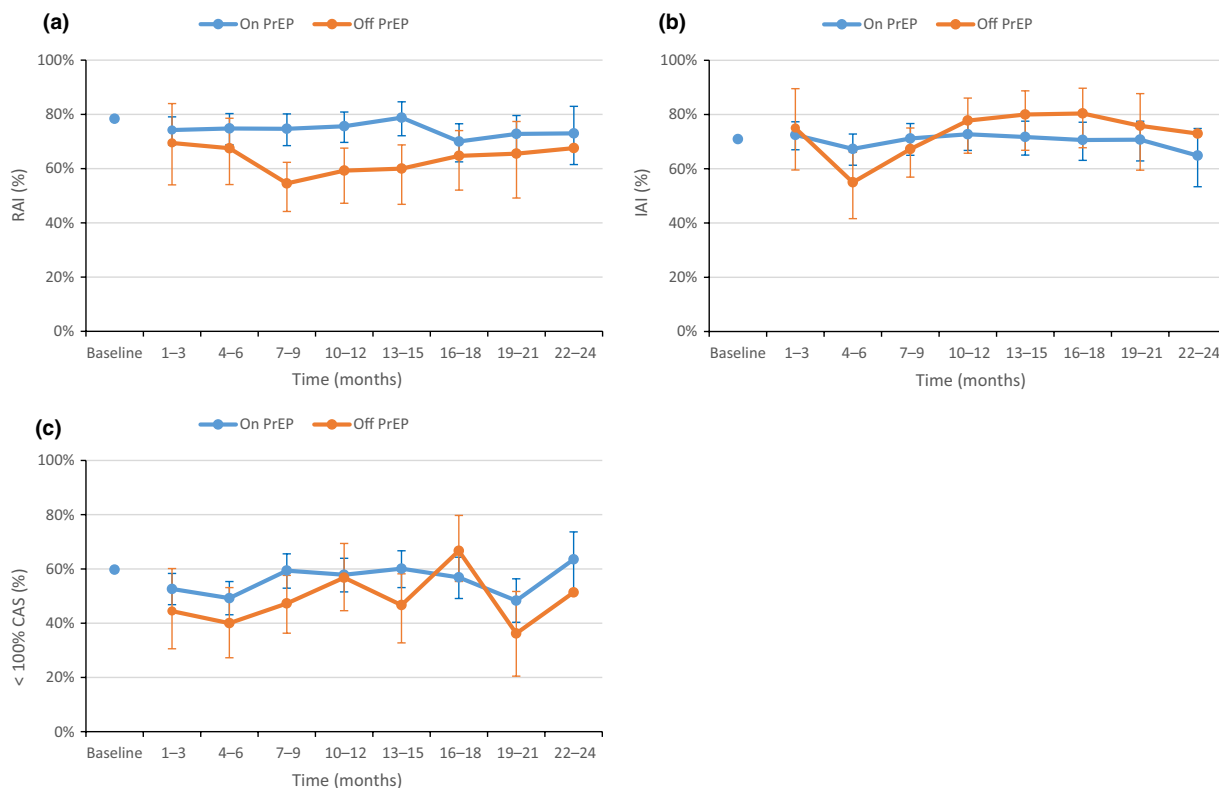 (a)
On PrEP Off PrEP
RAI (%)
100%
80%
60%
40%
20%
0%
Baseline 1–3 4–6 7–9 10–12 13–15 16–18 19–21 22–24
Time (months)
(b)
On PrEP Off PrEP
IAI (%)
100%
80%
60%
40%
20%
0%
Baseline 1–3 4–6 7–9 10–12 13–15 16–18 19–21 22–24
Time (months)
(c)
On PrEP Off PrEP
< 100% CAS (%)
100%
80%
60%
40%
20%
0%
Baseline 1–3 4–6 7–9 10–12 13–15 16–18 19–21 22–24
Time (months)